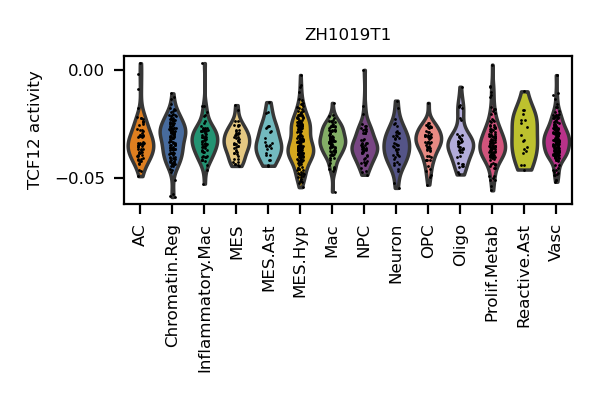 ZH1019T1
TCF12 activity
0.00
−0.05
AC
Chromatin.Reg
Inflammatory.Mac
MES
MES.Ast
MES.Hyp
Mac
NPC
Neuron
OPC
Oligo
Prolif.Metab
Reactive.Ast
Vasc